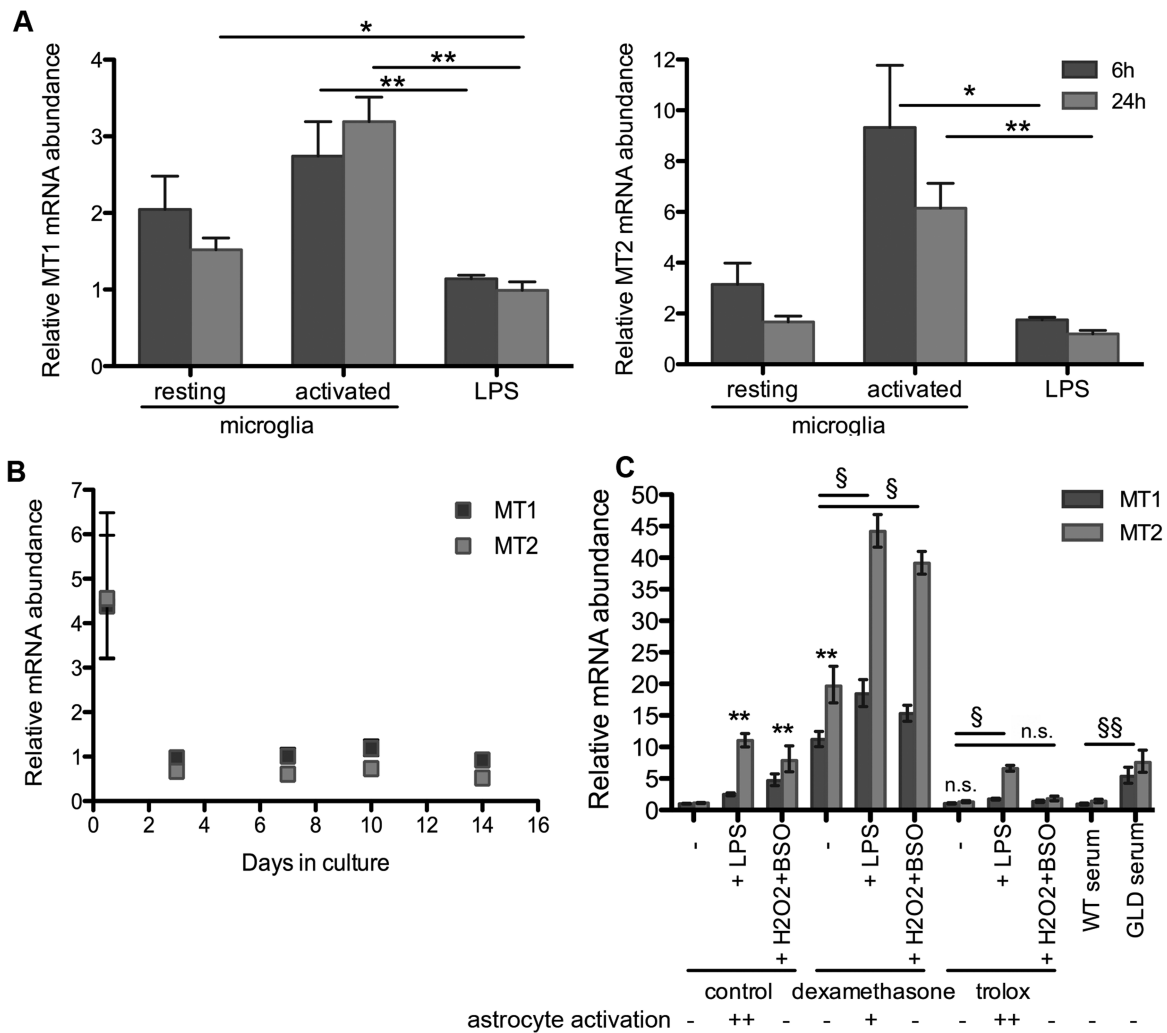 A
Relative MT1 mRNA abundance
4
3
2
1
0
*
**
**
resting
activated
LPS
microglia
Relative MT2 mRNA abundance
12
10
8
6
4
2
0
6h
24h
*
**
resting
activated
LPS
microglia
B
Relative mRNA abundance
7
6
5
4
3
2
1
0
MT1
MT2
0 2 4 6 8 10 12 14 16
Days in culture
C
Relative mRNA abundance
50
45
40
35
30
25
20
15
10
5
0
MT1
MT2
**
**
**
§
§
n.s.
§
n.s.
§§
-
+ LPS
+ H2O2+BSO
-
+ LPS
+ H2O2+BSO
-
+ LPS
+ H2O2+BSO
WT serum
GLD serum
control
dexamethasone
trolox
astrocyte activation - ++ - - + - - ++ - - -